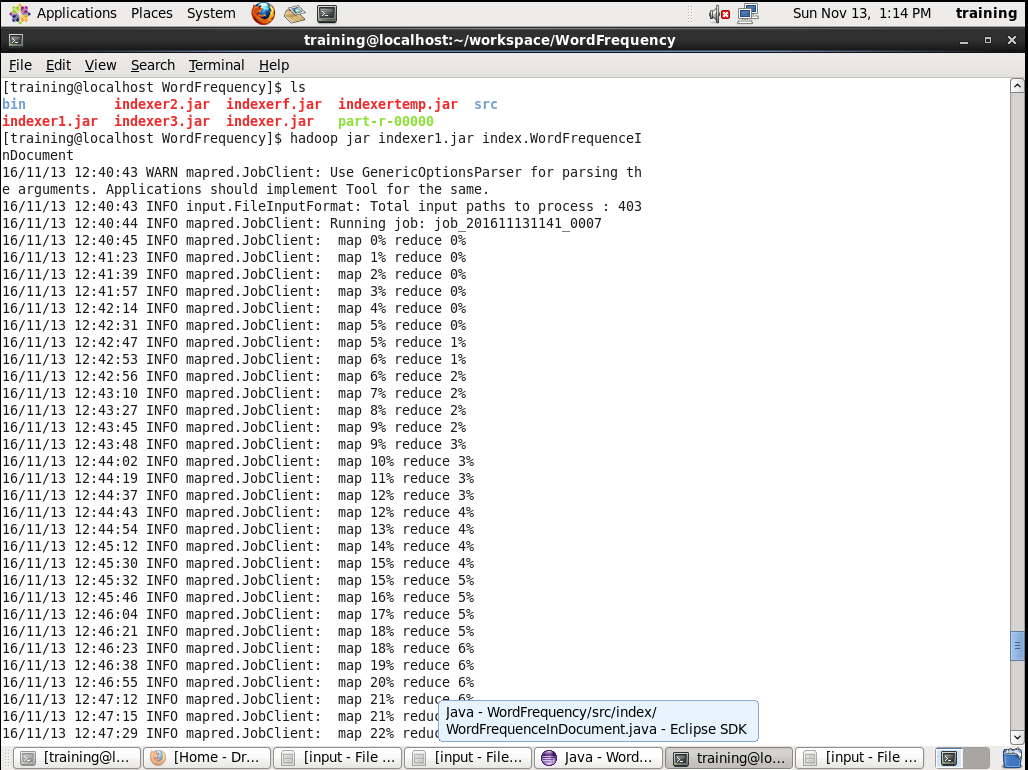 Applications Places System Sun Nov 13, 1:14 PM training
training@localhost:~/workspace/WordFrequency
File Edit View Search Terminal Help
[training@localhost WordFrequency]$ ls
bin indexer2.jar indexerf.jar indexertemp.jar src
indexer1.jar indexer3.jar indexer.jar part-r-00000
[training@localhost WordFrequency]$ hadoop jar indexer1.jar index.WordFrequenceI
nDocument
16/11/13 12:40:43 WARN mapred.JobClient: Use GenericOptionsParser for parsing th
e arguments. Applications should implement Tool for the same.
16/11/13 12:40:43 INFO input.FileInputFormat: Total input paths to process : 403
16/11/13 12:40:44 INFO mapred.JobClient: Running job: job_201611131141_0007
16/11/13 12:40:45 INFO mapred.JobClient:  map 0% reduce 0%
16/11/13 12:41:23 INFO mapred.JobClient:  map 1% reduce 0%
16/11/13 12:41:39 INFO mapred.JobClient:  map 2% reduce 0%
16/11/13 12:41:57 INFO mapred.JobClient:  map 3% reduce 0%
16/11/13 12:42:14 INFO mapred.JobClient:  map 4% reduce 0%
16/11/13 12:42:31 INFO mapred.JobClient:  map 5% reduce 0%
16/11/13 12:42:47 INFO mapred.JobClient:  map 5% reduce 1%
16/11/13 12:42:53 INFO mapred.JobClient:  map 6% reduce 1%
16/11/13 12:42:56 INFO mapred.JobClient:  map 6% reduce 2%
16/11/13 12:43:10 INFO mapred.JobClient:  map 7% reduce 2%
16/11/13 12:43:27 INFO mapred.JobClient:  map 8% reduce 2%
16/11/13 12:43:45 INFO mapred.JobClient:  map 9% reduce 2%
16/11/13 12:43:48 INFO mapred.JobClient:  map 9% reduce 3%
16/11/13 12:44:02 INFO mapred.JobClient:  map 10% reduce 3%
16/11/13 12:44:19 INFO mapred.JobClient:  map 11% reduce 3%
16/11/13 12:44:37 INFO mapred.JobClient:  map 12% reduce 3%
16/11/13 12:44:43 INFO mapred.JobClient:  map 12% reduce 4%
16/11/13 12:44:54 INFO mapred.JobClient:  map 13% reduce 4%
16/11/13 12:45:12 INFO mapred.JobClient:  map 14% reduce 4%
16/11/13 12:45:30 INFO mapred.JobClient:  map 15% reduce 4%
16/11/13 12:45:32 INFO mapred.JobClient:  map 15% reduce 5%
16/11/13 12:45:46 INFO mapred.JobClient:  map 16% reduce 5%
16/11/13 12:46:04 INFO mapred.JobClient:  map 17% reduce 5%
16/11/13 12:46:21 INFO mapred.JobClient:  map 18% reduce 5%
16/11/13 12:46:23 INFO mapred.JobClient:  map 18% reduce 6%
16/11/13 12:46:38 INFO mapred.JobClient:  map 19% reduce 6%
16/11/13 12:46:55 INFO mapred.JobClient:  map 20% reduce 6%
16/11/13 12:47:12 INFO mapred.JobClient:  map 21% reduce 6%
16/11/13 12:47:15 INFO mapred.JobClient:  map 21% reduc
16/11/13 12:47:29 INFO mapred.JobClient:  map 22% reduc
Java - WordFrequency/src/index/
WordFrequenceInDocument.java - Eclipse SDK
[training@l... [Home - Dr... [input - File ... [input - File... Java - Word... training@lo... [input - File ...